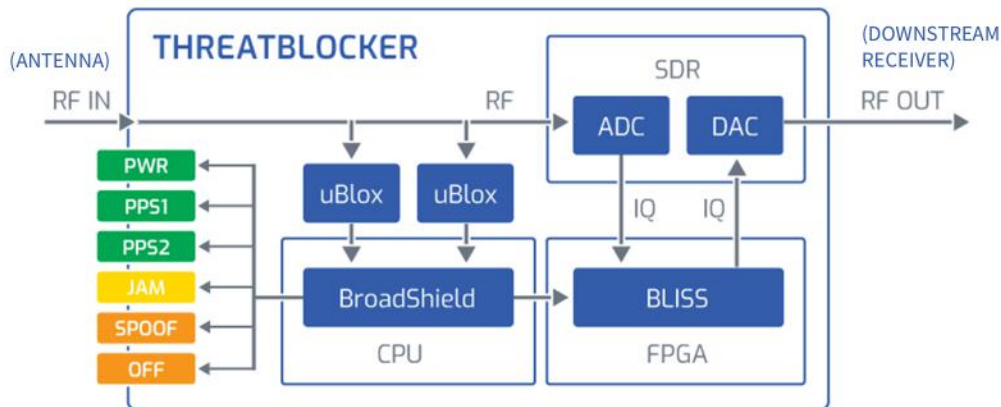 THREATBLOCKER
(ANTENNA)
RF IN
RF
SDR
ADC
DAC
(DOWNSTREAM
RECEIVER)
RF OUT
PWR
PPS1
PPS2
JAM
SPOOF
OFF
uBlox
uBlox
IQ
IQ
BroadShield
CPU
BLISS
FPGA